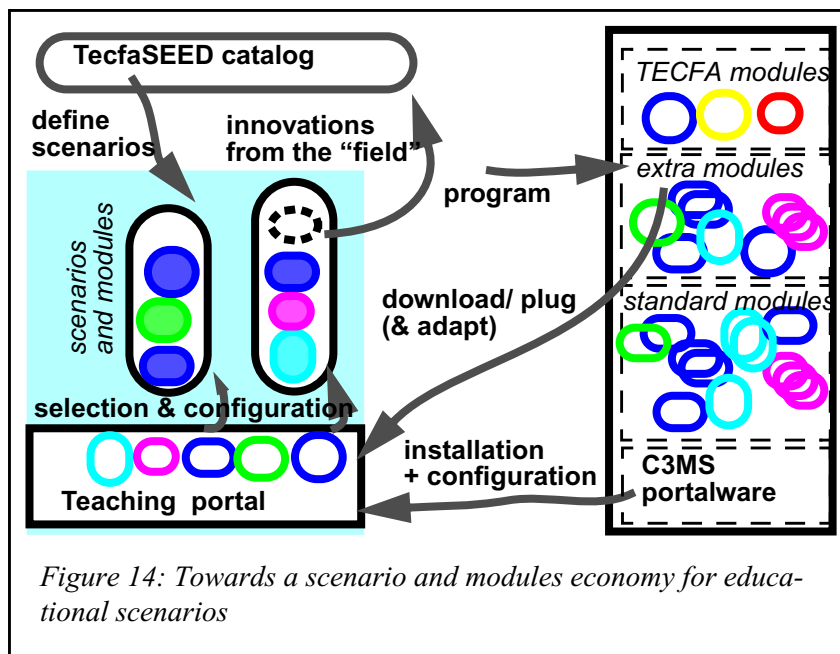 TecfaSEED catalog
define
scenarios
innovations
from the “field”
scenarios
and modules
selection & configuration
Teaching portal
program
download/ plug
(& adapt)
installation
+ configuration
TECFA modules
extra modules
standard modules
C3MS
portalware
Figure 14: Towards a scenario and modules economy for educa-
tional scenarios